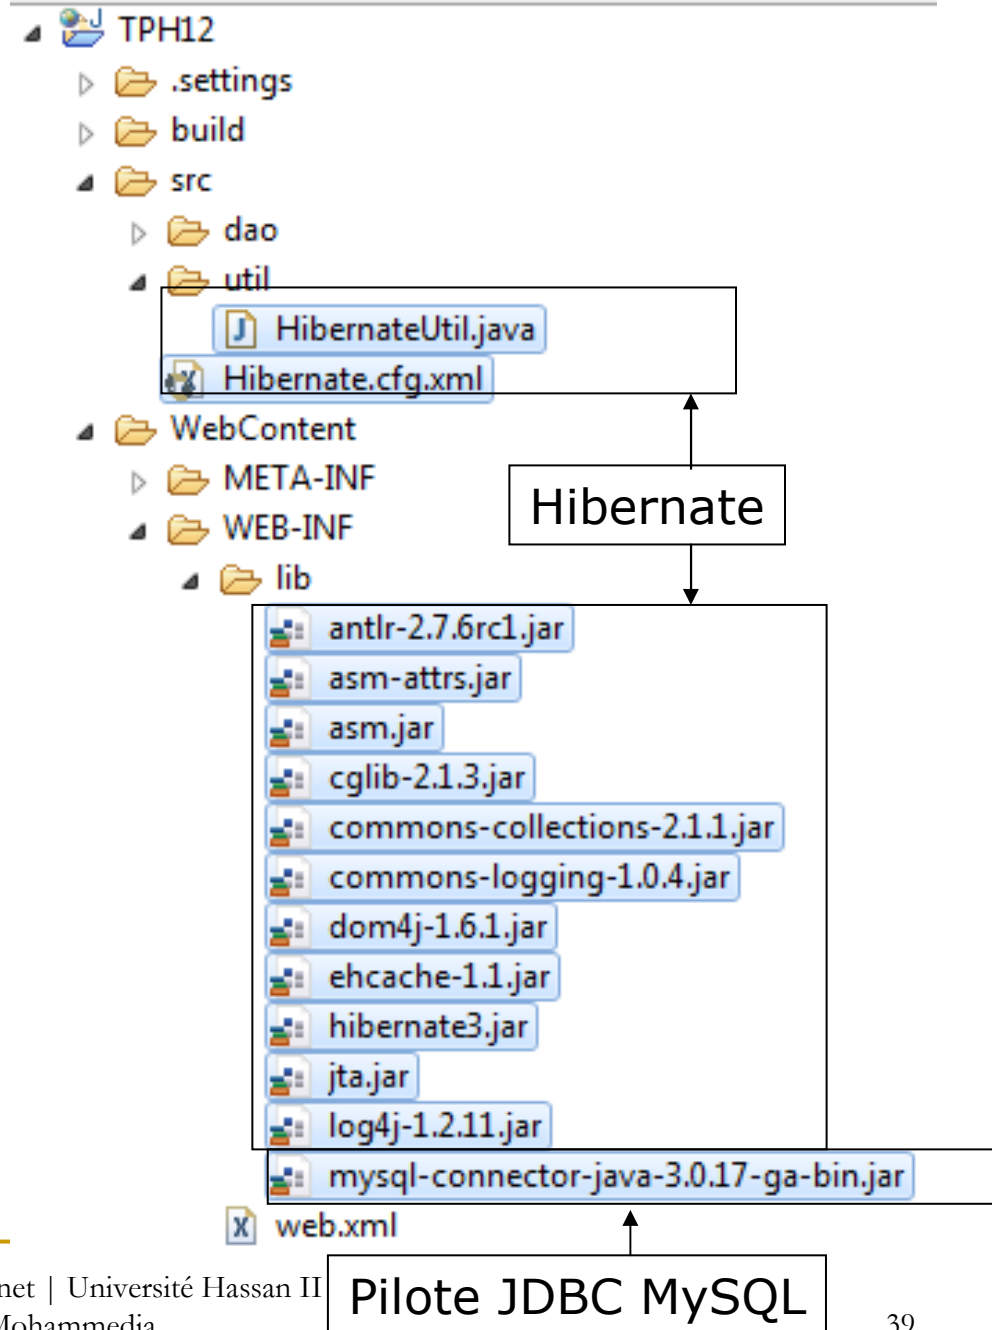 TPH12
.settings
build
src
dao
util
HibernateUtil.java
Hibernate.cfg.xml
WebContent
META-INF
Hibernate
WEB-INF
lib
antlr-2.7.6rc1.jar
asm-attrs.jar
asm.jar
cglib-2.1.3.jar
commons-collections-2.1.1.jar
commons-logging-1.0.4.jar
dom4j-1.6.1.jar
ehcache-1.1.jar
hibernate3.jar
jta.jar
log4j-1.2.11.jar
mysql-connector-java-3.0.17-ga-bin.jar
web.xml
Pilote JDBC MySQL
net | Université Hassan II
Mohammedia
39